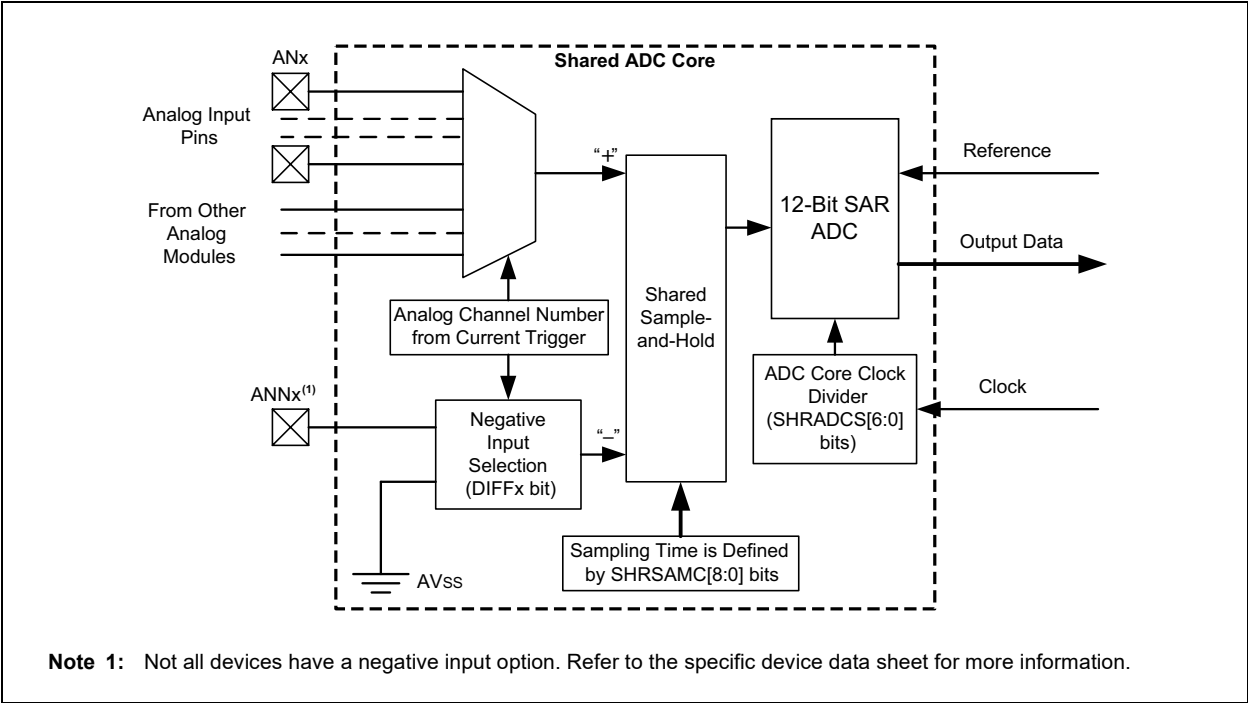 ANx
Shared ADC Core
Analog Input
Pins
"+"
Reference
12-Bit SAR
ADC
From Other
Analog
Modules
Output Data
Analog Channel Number
from Current Trigger
Shared
Sample-
and-Hold
ANNx(1)
Negative
Input
Selection
(DIFFx bit)
"–"
ADC Core Clock
Divider
(SHRADCS[6:0]
bits)
Clock
Sampling Time is Defined
by SHRSAMC[8:0] bits
AVSS
Note 1: Not all devices have a negative input option. Refer to the specific device data sheet for more information.